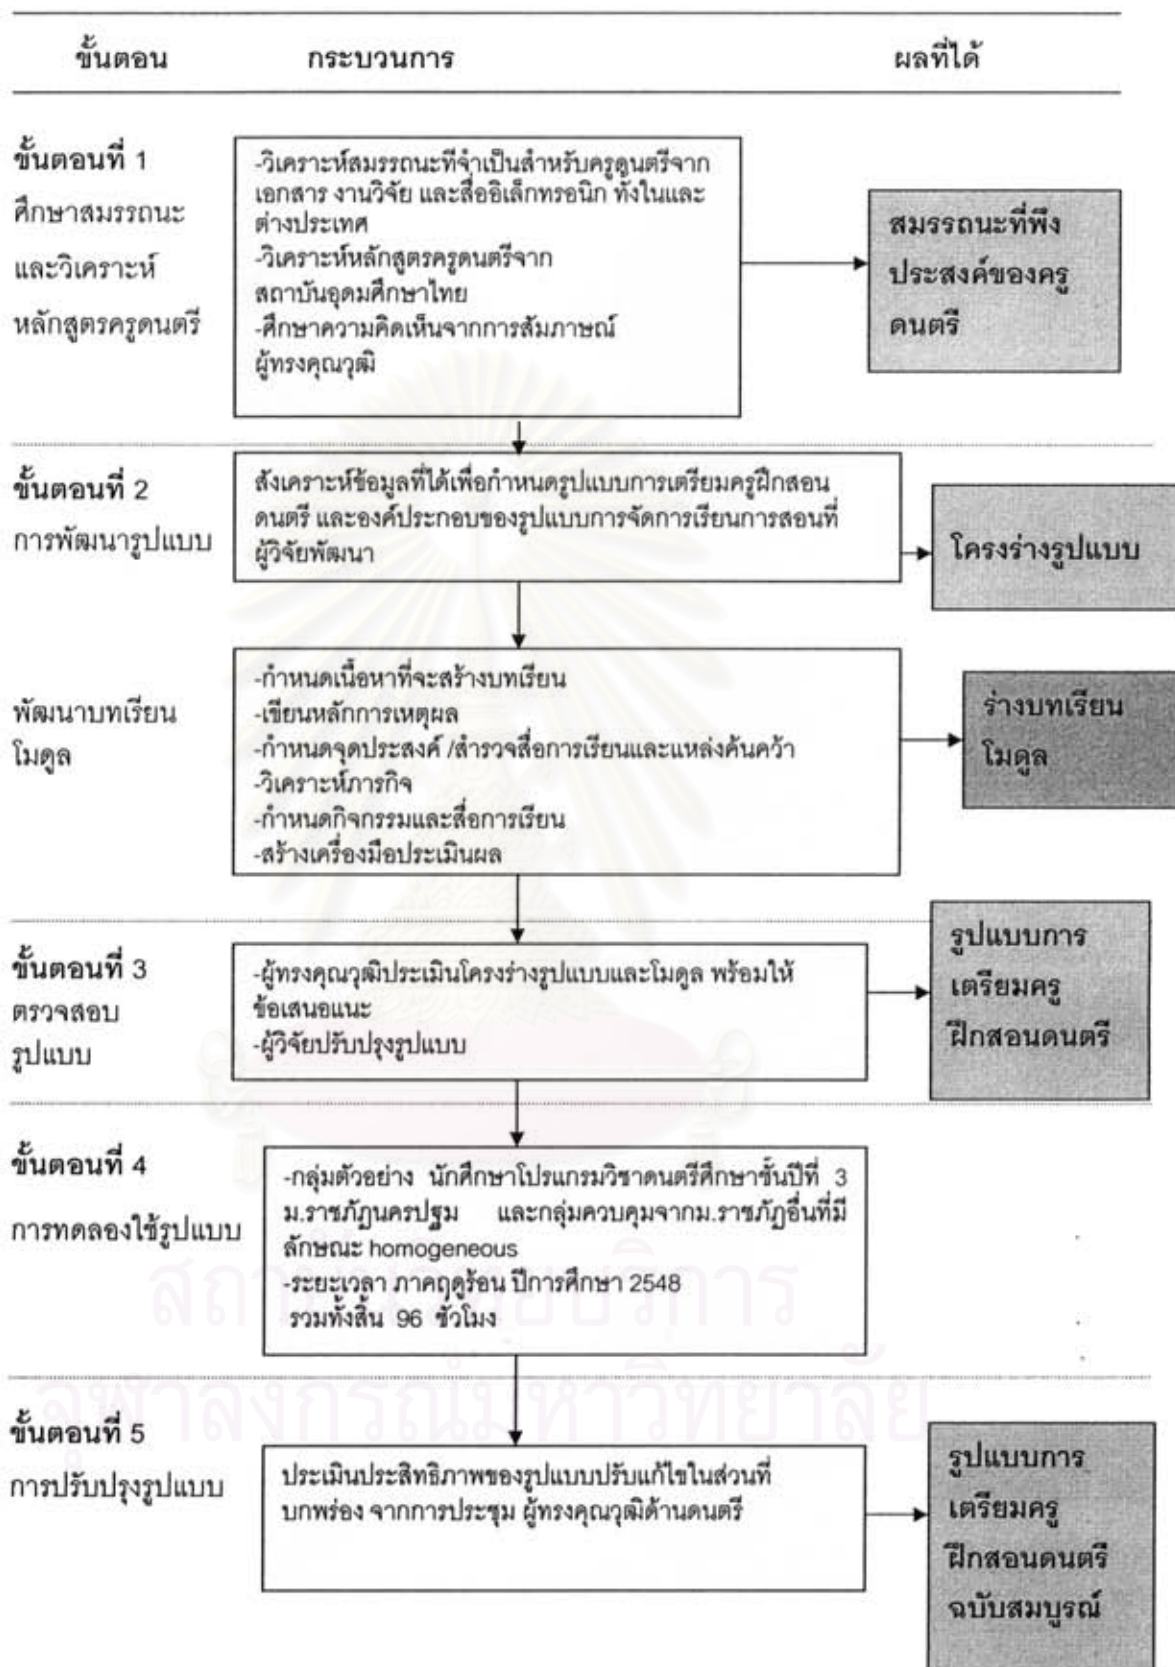 ขั้นตอน กระบวนการ ผลที่ได้
ขั้นตอนที่ 1
ศึกษาสมรรถนะ
และวิเคราะห์
หลักสูตรครูดนตรี
-วิเคราะห์สมรรถนะที่จำเป็นสำหรับครูดนตรีจาก
เอกสาร งานวิจัย และสื่ออิเล็กทรอนิก ทั้งในและ
ต่างประเทศ
-วิเคราะห์หลักสูตรครูดนตรีจาก
สถาบันอุดมศึกษาไทย
-ศึกษาความคิดเห็นจากการสัมภาษณ์
ผู้ทรงคุณวุฒิ
สมรรถนะที่พึง
ประสงค์ของครู
ดนตรี
ขั้นตอนที่ 2
การพัฒนารูปแบบ
สังเคราะห์ข้อมูลที่ได้เพื่อกำหนดรูปแบบการเตรียมครูฝึกสอน
ดนตรี และองค์ประกอบของรูปแบบการจัดการเรียนการสอนที่
ผู้วิจัยพัฒนา
โครงร่างรูปแบบ
พัฒนาบทเรียน
โมดูล
-กำหนดเนื้อหาที่จะสร้างบทเรียน
-เขียนหลักการเหตุผล
-กำหนดจุดประสงค์ /สำรวจสื่อการเรียนและแหล่งค้นคว้า
-วิเคราะห์ภารกิจ
-กำหนดกิจกรรมและสื่อการเรียน
-สร้างเครื่องมือประเมินผล
ร่างบทเรียน
โมดูล
ขั้นตอนที่ 3
ตรวจสอบ
รูปแบบ
-ผู้ทรงคุณวุฒิประเมินโครงร่างรูปแบบและโมดูล พร้อมให้
ข้อเสนอแนะ
-ผู้วิจัยปรับปรุงรูปแบบ
รูปแบบการ
เตรียมครู
ฝึกสอนดนตรี
ขั้นตอนที่ 4
การทดลองใช้รูปแบบ
-กลุ่มตัวอย่าง นักศึกษาโปรแกรมวิชาดนตรีศึกษาชั้นปีที่ 3
ม.ราชภัฏนครปฐม และกลุ่มควบคุมจากม.ราชภัฏอื่นที่มี
ลักษณะ homogeneous
-ระยะเวลา ภาคฤดูร้อน ปีการศึกษา 2548
รวมทั้งสิ้น 96 ชั่วโมง
สถาบันวิทยบริการ
จุฬาลงกรณ์มหาวิทยาลัย
ขั้นตอนที่ 5
การปรับปรุงรูปแบบ
ประเมินประสิทธิภาพของรูปแบบปรับแก้ไขในส่วนที่
บกพร่อง จากการประชุม ผู้ทรงคุณวุฒิด้านดนตรี
รูปแบบการ
เตรียมครู
ฝึกสอนดนตรี
ฉบับสมบูรณ์